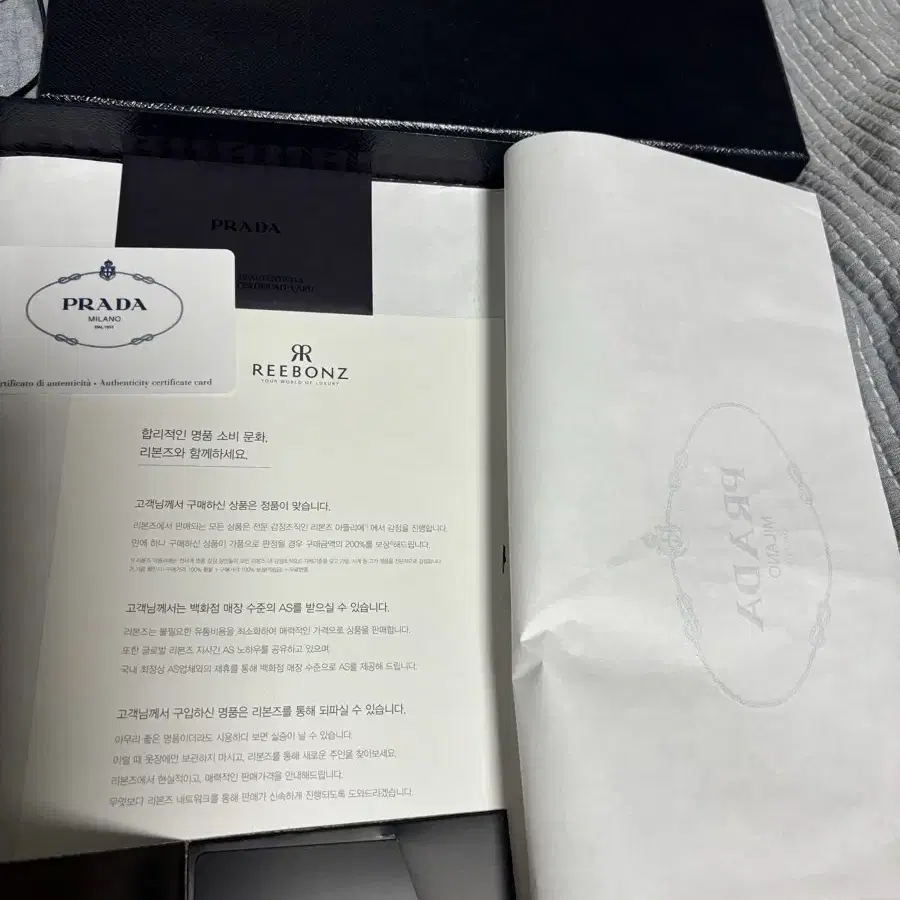 PRADA
CERTIFICATE CARD
PRADA
MILANO
DAL 1913
certificato di autenticità • Authenticity certificate card
REEBONZ
YOUR WORLD OF LUXURY
합리적인 명품 소비 문화,
리본즈와 함께하세요.
고객님께서 구매하신 상품은 정품이 맞습니다.
리본즈에서 판매되는 모든 상품은 전문 감정조직인 리본즈 아뜰리에 에서 감정을 진행합니다.
만에 하나 구매하신 상품이 가품으로 판정될 경우 구매금액의 200%를 보상해드립니다.
고객님께서는 백화점 매장 수준의 AS를 받으실 수 있습니다.
리본즈는 불필요한 유통비용을 최소화하여 매력적인 가격으로 상품을 판매합니다.
또한 글로벌 리본즈 지사간 AS 노하우를 공유하고 있으며
국내 최정상 AS업체와의 제휴를 통해 백화점 매장 수준으로 AS를 제공해 드립니다.
고객님께서 구입하신 명품은 리본즈를 통해 되파실 수 있습니다.
아무리 좋은 명품이더라도 사용하다 보면 싫증이 날 수 있습니다.
이럴 때 옷장에만 보관하지 마시고, 리본즈를 통해 새로운 주인을 찾아보세요.
리본즈에서 현실적이고, 매력적인 판매가격을 안내해드립니다.
무엇보다 리본즈 네트워크를 통해 판매가 신속하게 진행되도록 도와드리겠습니다.
PRADA
MILANO